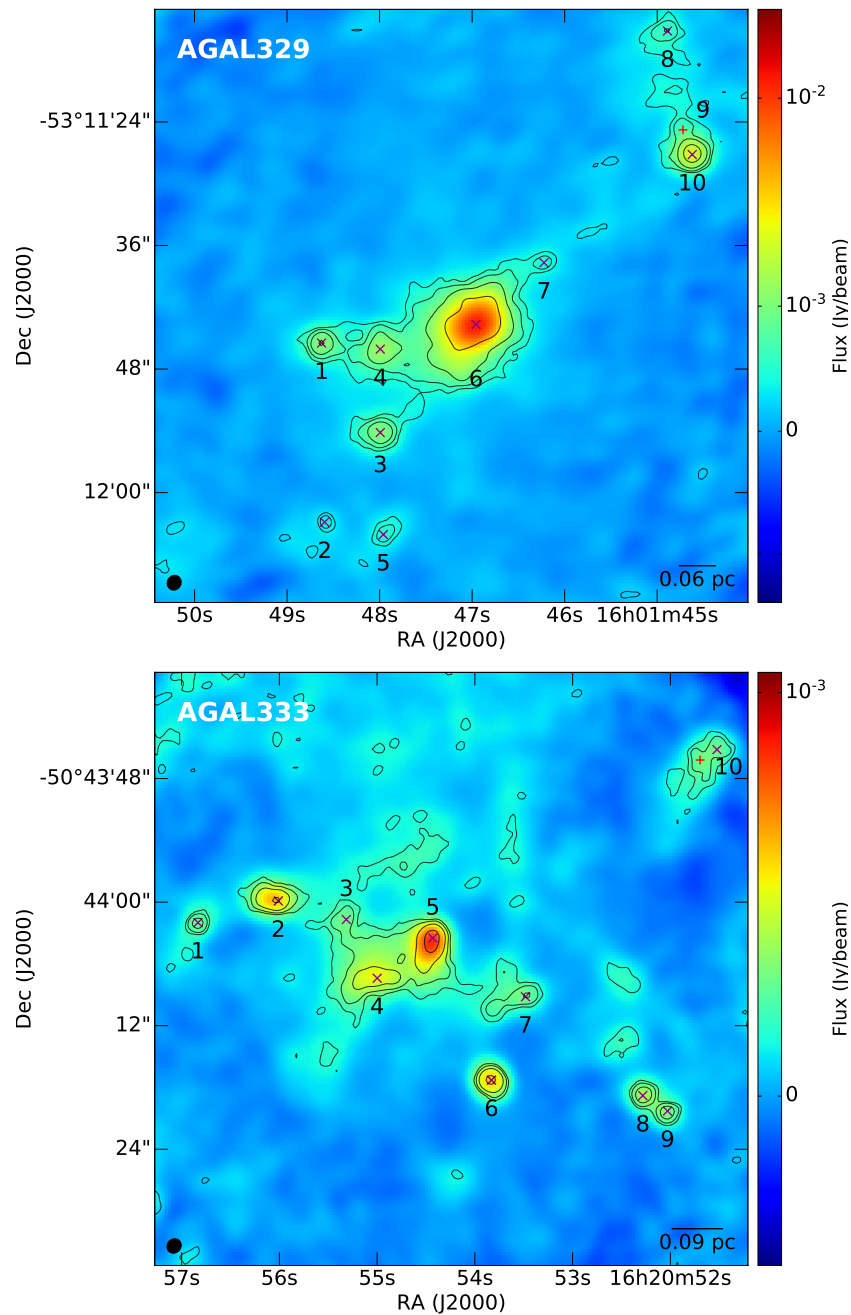 AGAL329
8
9
10
7
1
4
6
3
2
5
0.06 pc
-53°11'24"
36"
48"
12'00"
Dec (J2000)
50s 49s 48s 47s 46s 16h01m45s
RA (J2000)
10⁻²
10⁻³
0
Flux (Jy/beam)
AGAL333
10
3
5
2
1
4
7
6
8
9
0.09 pc
-50°43'48"
44'00"
12"
24"
Dec (J2000)
57s 56s 55s 54s 53s 16h20m52s
RA (J2000)
10⁻³
0
Flux (Jy/beam)